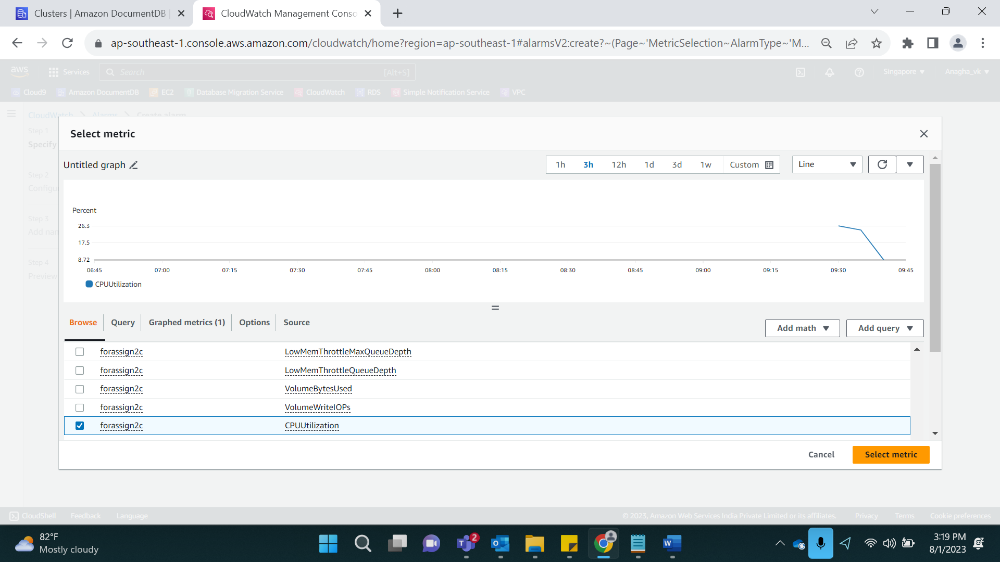 Clusters | Amazon DocumentDB
CloudWatch Management Conso
ap-southeast-1.console.aws.amazon.com/cloudwatch/home?region=ap-southeast-1#alarmsV2:create?~(Page~'MetricSelection~AlarmType~'M...
aws
Services
Search
[Alt+S]
Singapore
Anagha_vk
Cloud9
Amazon DocumentDB
EC2
Database Migration Service
CloudWatch
RDS
Simple Notification Service
VPC
CloudWatch
Alarms
Create alarm
Step 1
Specify
Step 2
Configu
Step 3
Add nam
Step 4
Preview
Select metric
Untitled graph
1h 3h 12h 1d 3d 1w Custom
Line
Percent
26.3
17.5
8.72
06:45 07:00 07:15 07:30 07:45 08:00 08:15 08:30 08:45 09:00 09:15 09:30 09:45
CPUUtilization
Browse
Query
Graphed metrics (1)
Options
Source
Add math
Add query
forassign2c LowMemThrottleMaxQueueDepth
forassign2c LowMemThrottleQueueDepth
forassign2c VolumeBytesUsed
forassign2c VolumeWriteIOPs
forassign2c CPUUtilization
Cancel
Select metric
CloudShell
Feedback
Language
© 2023, Amazon Web Services India Private Limited or its affiliates.
Privacy
Terms
Cookie preferences
82°F
Mostly cloudy
2
3:19 PM
8/1/2023